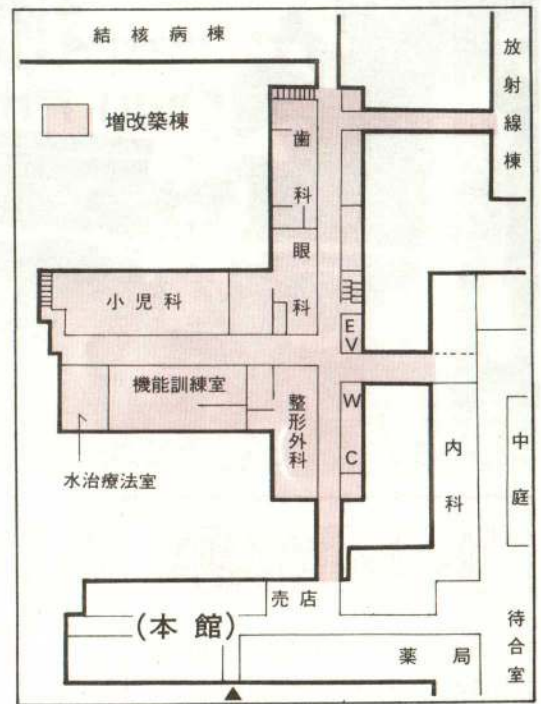 結核病棟
放射線棟
増改築棟
歯科
眼科
小児科
EV
機能訓練室
整形外科
WC
水治療法室
内科
中庭
売店
(本館)
待合室
薬局